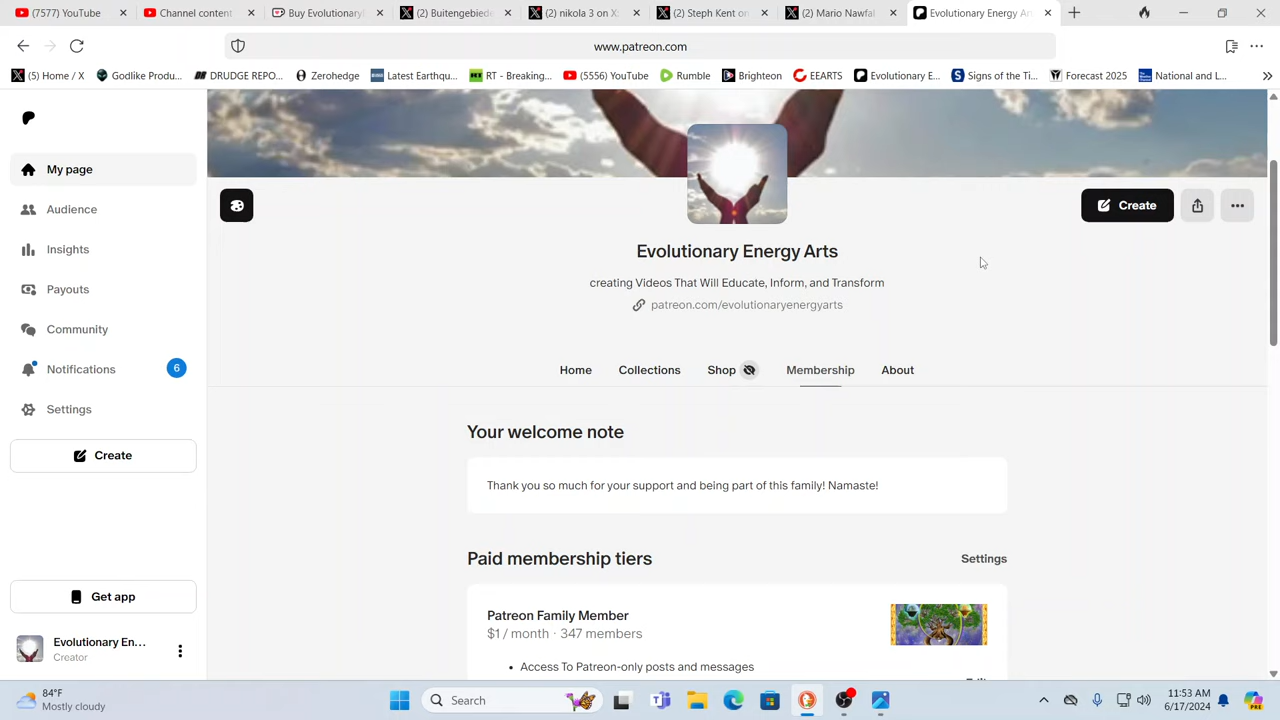 (7577) YouTube
Channel content
Buy Evolutionary
(2) Buitengebied
(2) nikola 3 on X:
(2) Steph Kent on
(2) Mario Nawfal
Evolutionary Energy Ar
www.patreon.com
(5) Home / X
Godlike Produ...
DRUDGE REPO...
Zerohedge
Latest Earthqu...
RT - Breaking...
(5556) YouTube
Rumble
Brighteon
EEARTS
Evolutionary E...
Signs of the Ti...
Forecast 2025
National and L...
My page
Audience
Insights
Payouts
Community
Notifications 6
Settings
Create
Get app
Evolutionary En...
Creator
Create
Evolutionary Energy Arts
creating Videos That Will Educate, Inform, and Transform
patreon.com/evolutionaryenergyarts
Home Collections Shop Membership About
Your welcome note
Thank you so much for your support and being part of this family! Namaste!
Paid membership tiers Settings
Patreon Family Member
$1 / month · 347 members
• Access To Patreon-only posts and messages
84°F
Mostly cloudy
Search
11:53 AM
6/17/2024
PRE